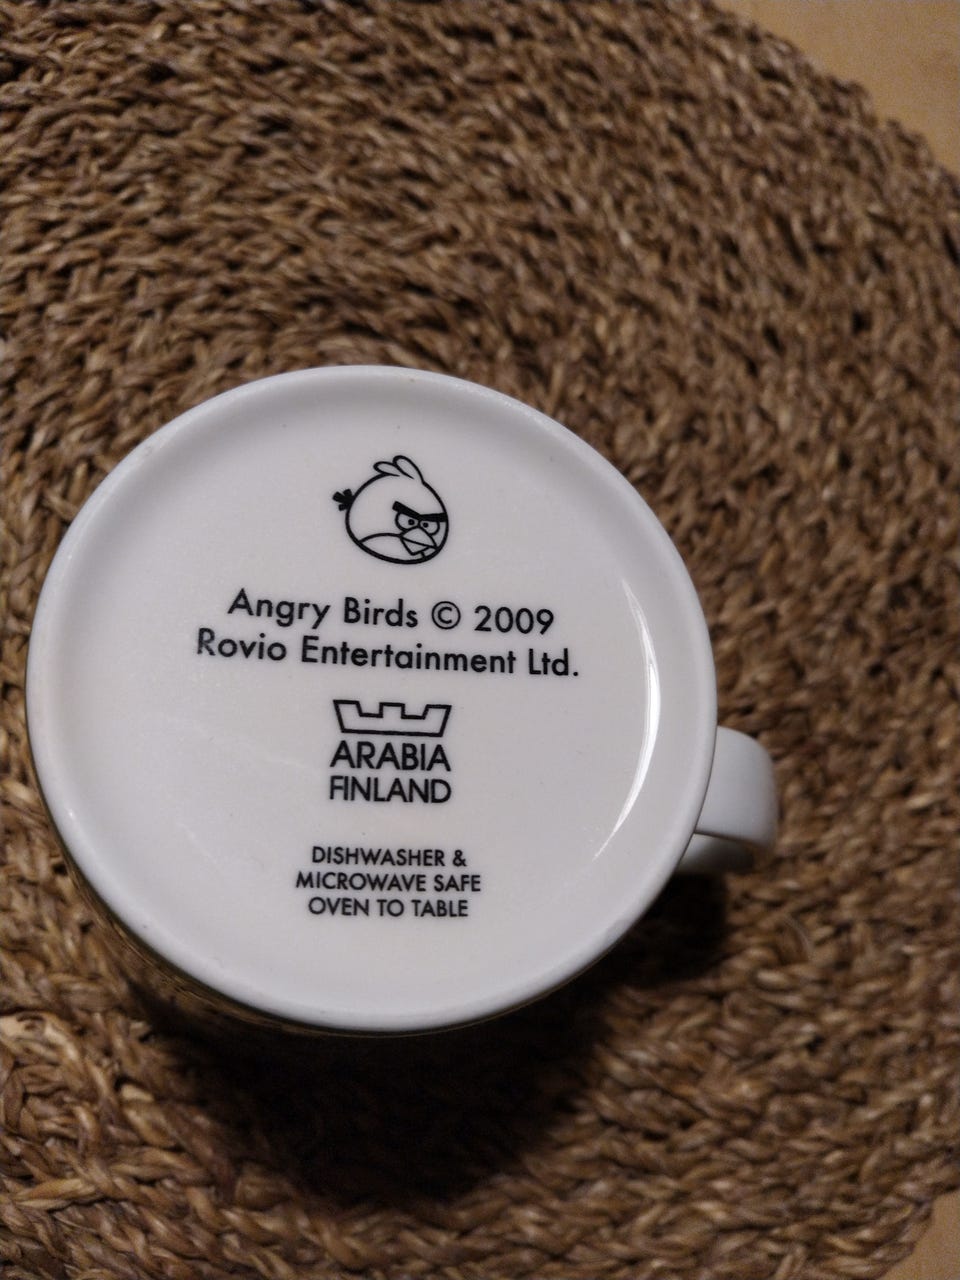 Angry Birds © 2009
Rovio Entertainment Ltd.
ARABIA
FINLAND
DISHWASHER &
MICROWAVE SAFE
OVEN TO TABLE